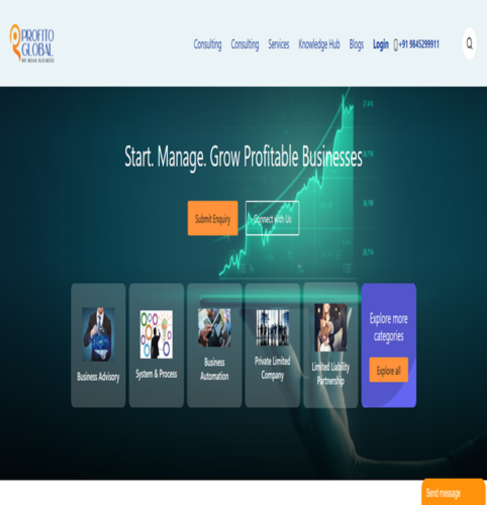 PROFITO
GLOBAL
WE MEAN BUSINESS
Consulting Consulting Services Knowledge Hub Blogs Login +91 9845299911
Start. Manage. Grow Profitable Businesses
Submit Enquiry Connect with Us
Business Advisory
System & Process
Business
Automation
Private Limited
Company
Limited Liability
Partnership
Explore more
categories
Explore all
Send message